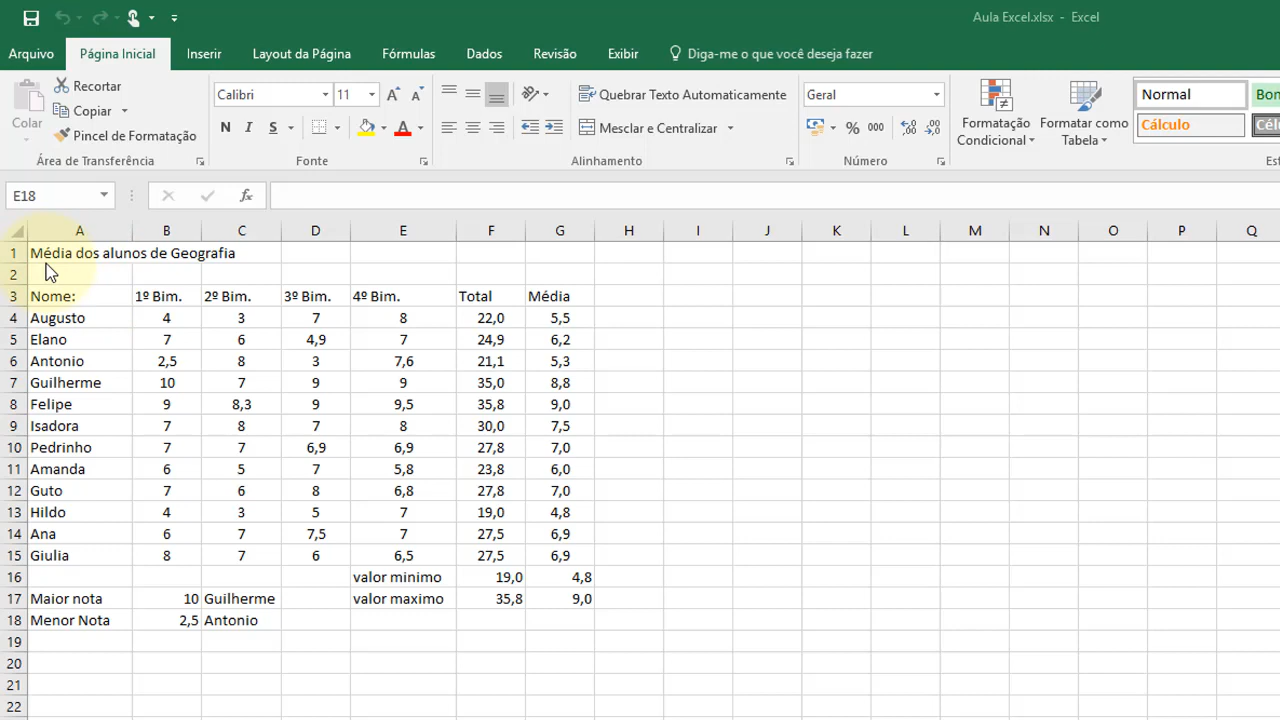 Aula Excel.xlsx - Excel
Arquivo Página Inicial Inserir Layout da Página Fórmulas Dados Revisão Exibir Diga-me o que você deseja fazer
Colar
Recortar
Copiar
Pincel de Formatação
Área de Transferência
Calibri 11
N I S A
Fonte
Quebrar Texto Automaticamente
Mesclar e Centralizar
Alinhamento
Geral
% 000
Número
Formatação Condicional
Formatar como Tabela
Normal
Cálculo
E18 fx
A B C D E F G H I J K L M N O P Q
1 Média dos alunos de Geografia
2
3 Nome: 1º Bim. 2º Bim. 3º Bim. 4º Bim. Total Média
4 Augusto 4 3 7 8 22,0 5,5
5 Elano 7 6 4,9 7 24,9 6,2
6 Antonio 2,5 8 3 7,6 21,1 5,3
7 Guilherme 10 7 9 9 35,0 8,8
8 Felipe 9 8,3 9 9,5 35,8 9,0
9 Isadora 7 8 7 8 30,0 7,5
10 Pedrinho 7 7 6,9 6,9 27,8 7,0
11 Amanda 6 5 7 5,8 23,8 6,0
12 Guto 7 6 8 6,8 27,8 7,0
13 Hildo 4 3 5 7 19,0 4,8
14 Ana 6 7 7,5 7 27,5 6,9
15 Giulia 8 7 6 6,5 27,5 6,9
16 valor minimo 19,0 4,8
17 Maior nota 10 Guilherme valor maximo 35,8 9,0
18 Menor Nota 2,5 Antonio
19
20
21
22